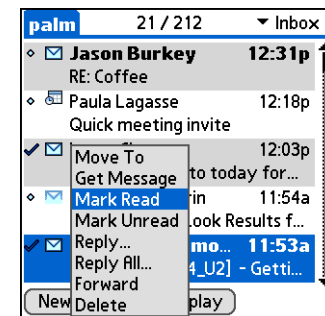 palm 21 / 212 Inbox
Jason Burkey 12:31p
RE: Coffee
Paula Lagasse 12:18p
Quick meeting invite
12:03p
to today for...
rin 11:54a
ook Results f...
mo... 11:53a
4_U2] - Getti...
Move To
Get Message
Mark Read
Mark Unread
Reply...
Reply All...
Forward
Delete
New play